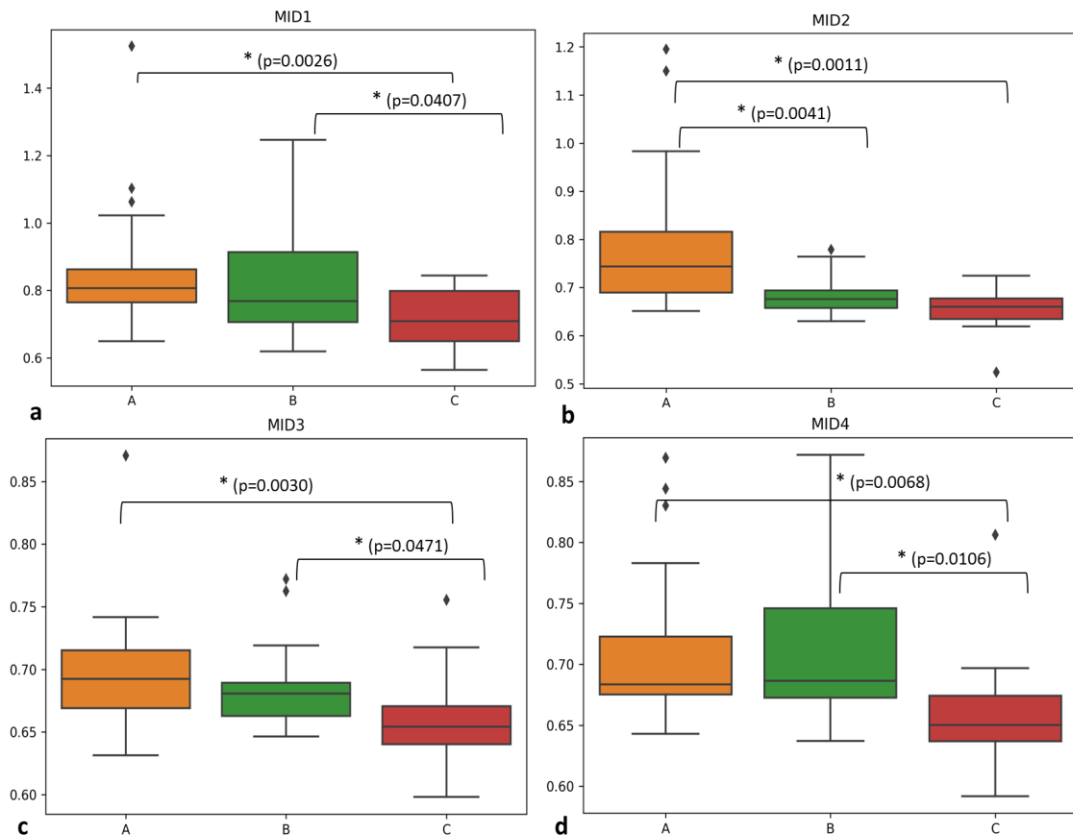 MID1
* (p=0.0026)
* (p=0.0407)
1.4
1.2
1.0
0.8
0.6
A B C
a
MID2
1.2
* (p=0.0011)
1.1
* (p=0.0041)
1.0
0.9
0.8
0.7
0.6
0.5
A B C
b
MID3
0.85
* (p=0.0030)
0.80
* (p=0.0471)
0.75
0.70
0.65
0.60
A B C
c
MID4
0.85
* (p=0.0068)
0.80
* (p=0.0106)
0.75
0.70
0.65
0.60
A B C
d